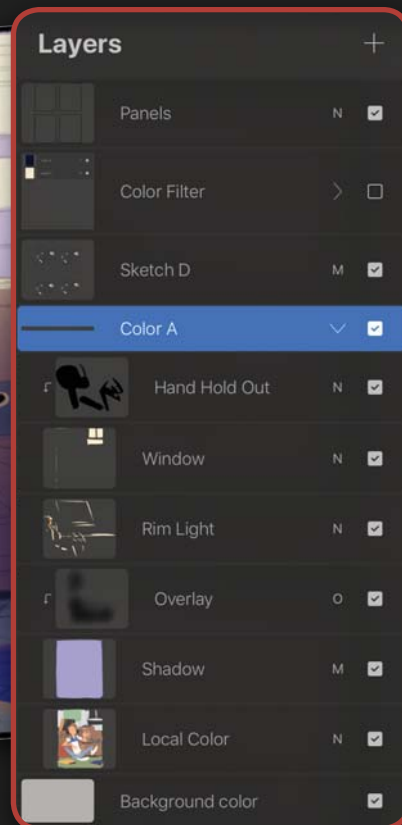 Layers
Panels N
Color Filter
Sketch D M
Color A
Hand Hold Out N
Window N
Rim Light N
Overlay O
Shadow M
Local Color N
Background color